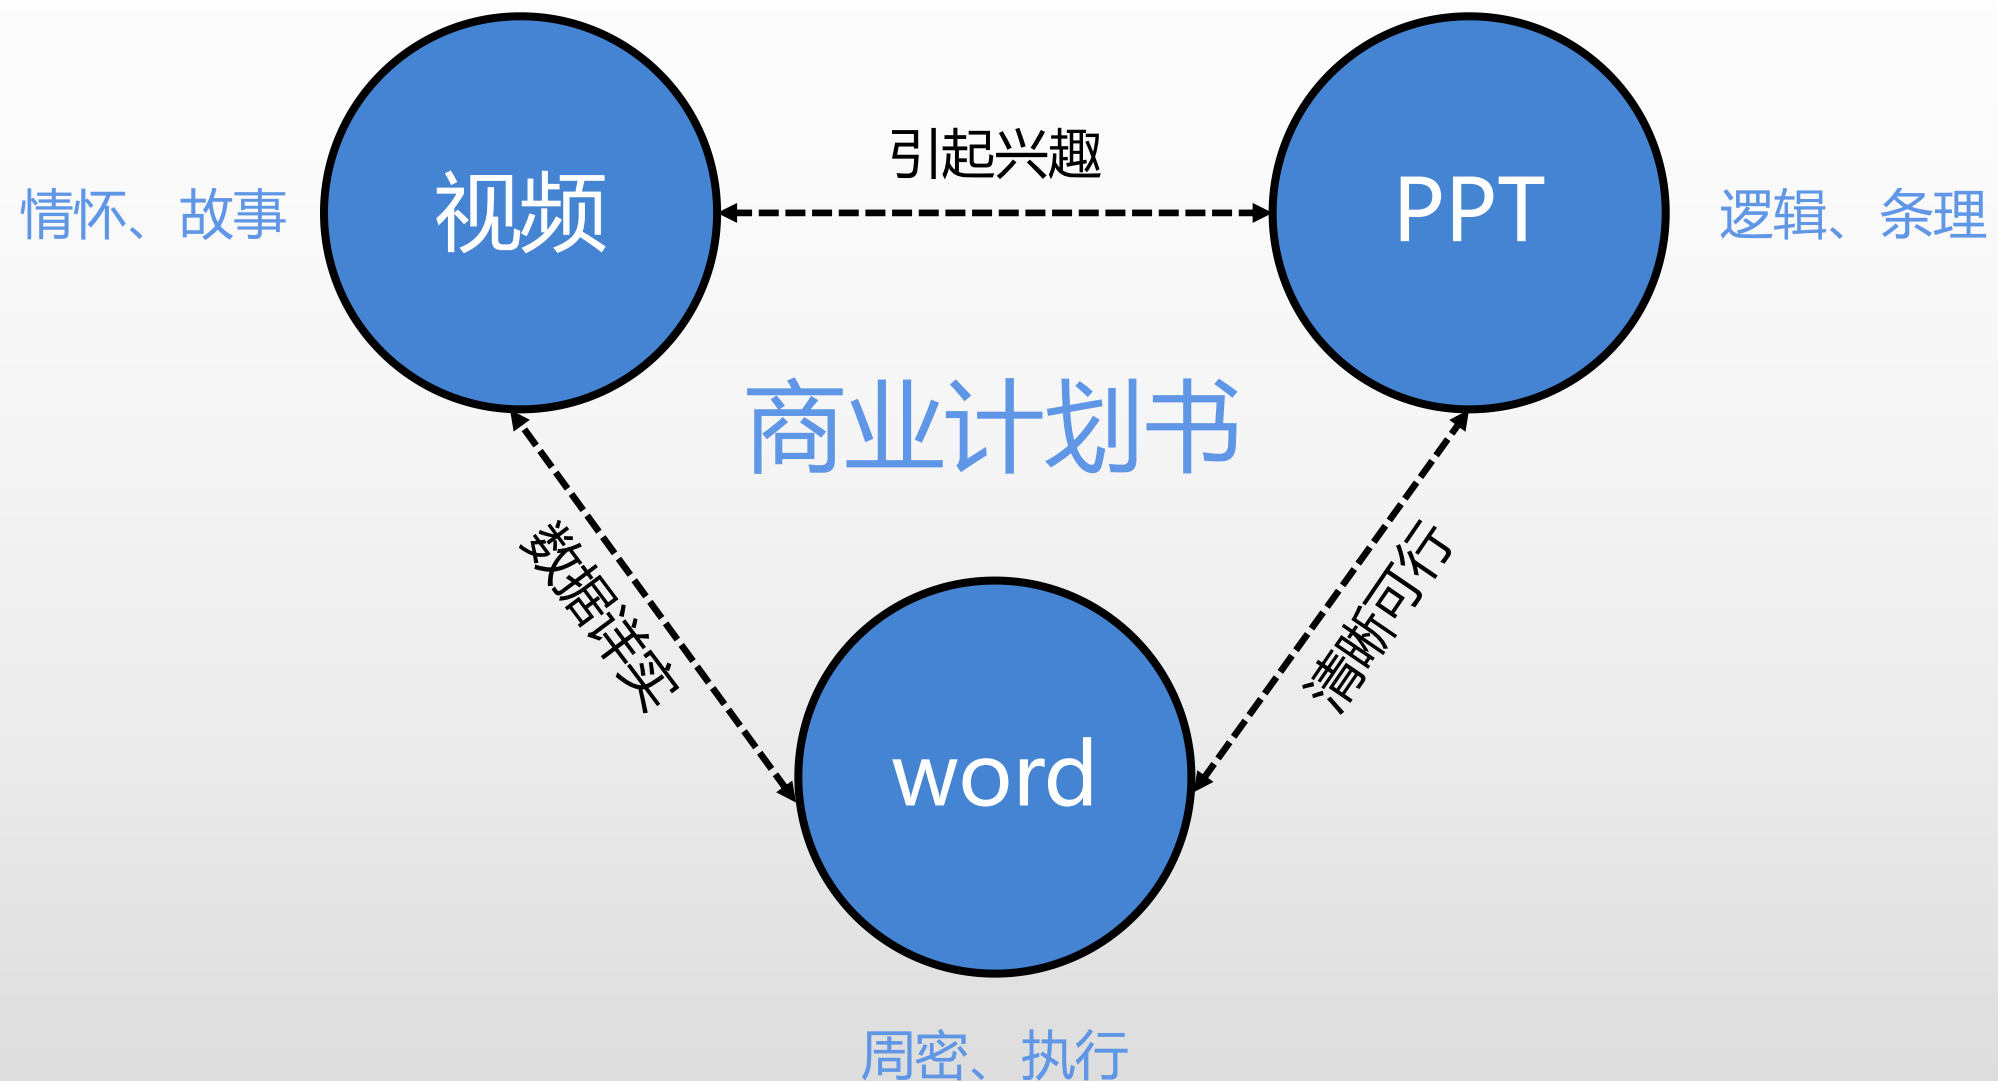 引起兴趣
视频
PPT
情怀、故事
逻辑、条理
商业计划书
数据详实
清晰可行
word
周密、执行